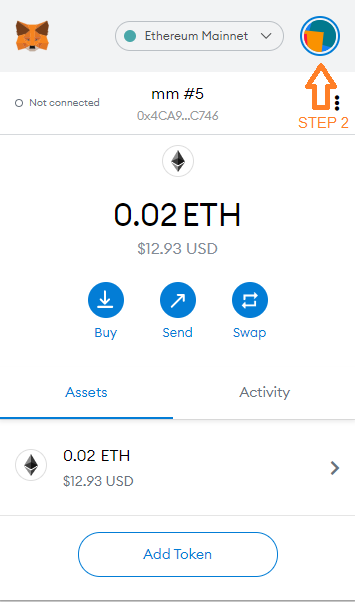 Ethereum Mainnet
Not connected
mm #5
0x4CA9...C746
STEP 2
0.02 ETH
$12.93 USD
Buy
Send
Swap
Assets
Activity
0.02 ETH
$12.93 USD
Add Token